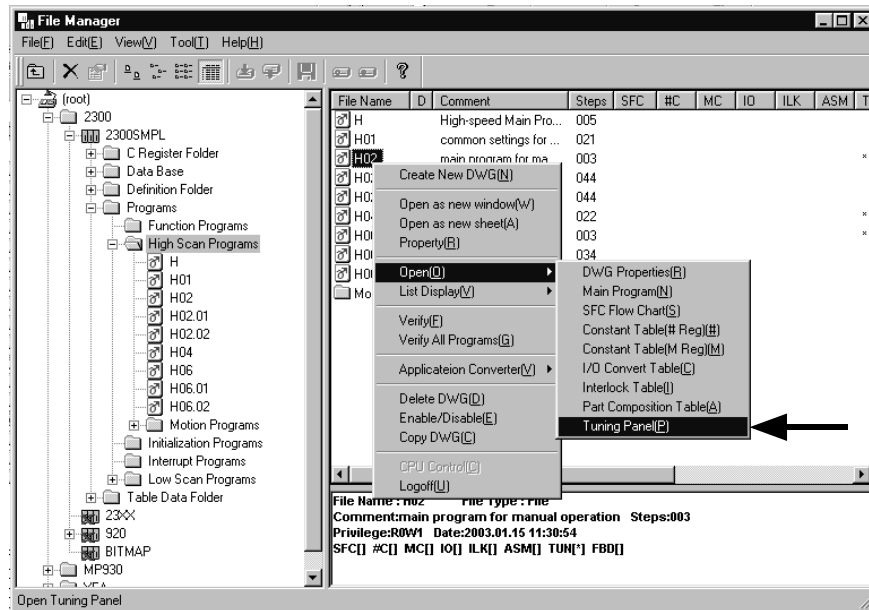 File Manager
File(F) Edit(E) View(V) Tool(T) Help(H)
(root)
2300
2300SMPL
C Register Folder
Data Base
Definition Folder
Programs
Function Programs
High Scan Programs
H
H01
H02
H02.01
H02.02
H04
H06
H06.01
H06.02
Motion Programs
Initialization Programs
Interrupt Programs
Low Scan Programs
Table Data Folder
23XX
920
BITMAP
MP930
File Name D Comment Steps SFC #C MC IO ILK ASM T
H High-speed Main Pro... 005
H01 common settings for ... 021
H02 main program for ma 003 *
044
044
022 *
003 *
034
Mo
Create New DWG(N)
Open as new window(W)
Open as new sheet(A)
Property(R)
Open(O)
List Display(V)
Verify(F)
Verify All Programs(G)
Applicateion Converter(V)
Delete DWG(D)
Enable/Disable(E)
Copy DWG(C)
CPU Control(C)
Logoff(U)
DWG Properties(R)
Main Program(N)
SFC Flow Chart(S)
Constant Table(# Reg)(#)
Constant Table(M Reg)(M)
I/O Convert Table(C)
Interlock Table(I)
Part Composition Table(A)
Tuning Panel(P)
File Name : H02 File Type : File
Comment:main program for manual operation Steps:003
Privilege:R0W1 Date:2003.01.15 11:30:54
SFC[] #C[] MC[] IO[] ILK[] ASM[] TUN[*] FBD[]
Open Tuning Panel